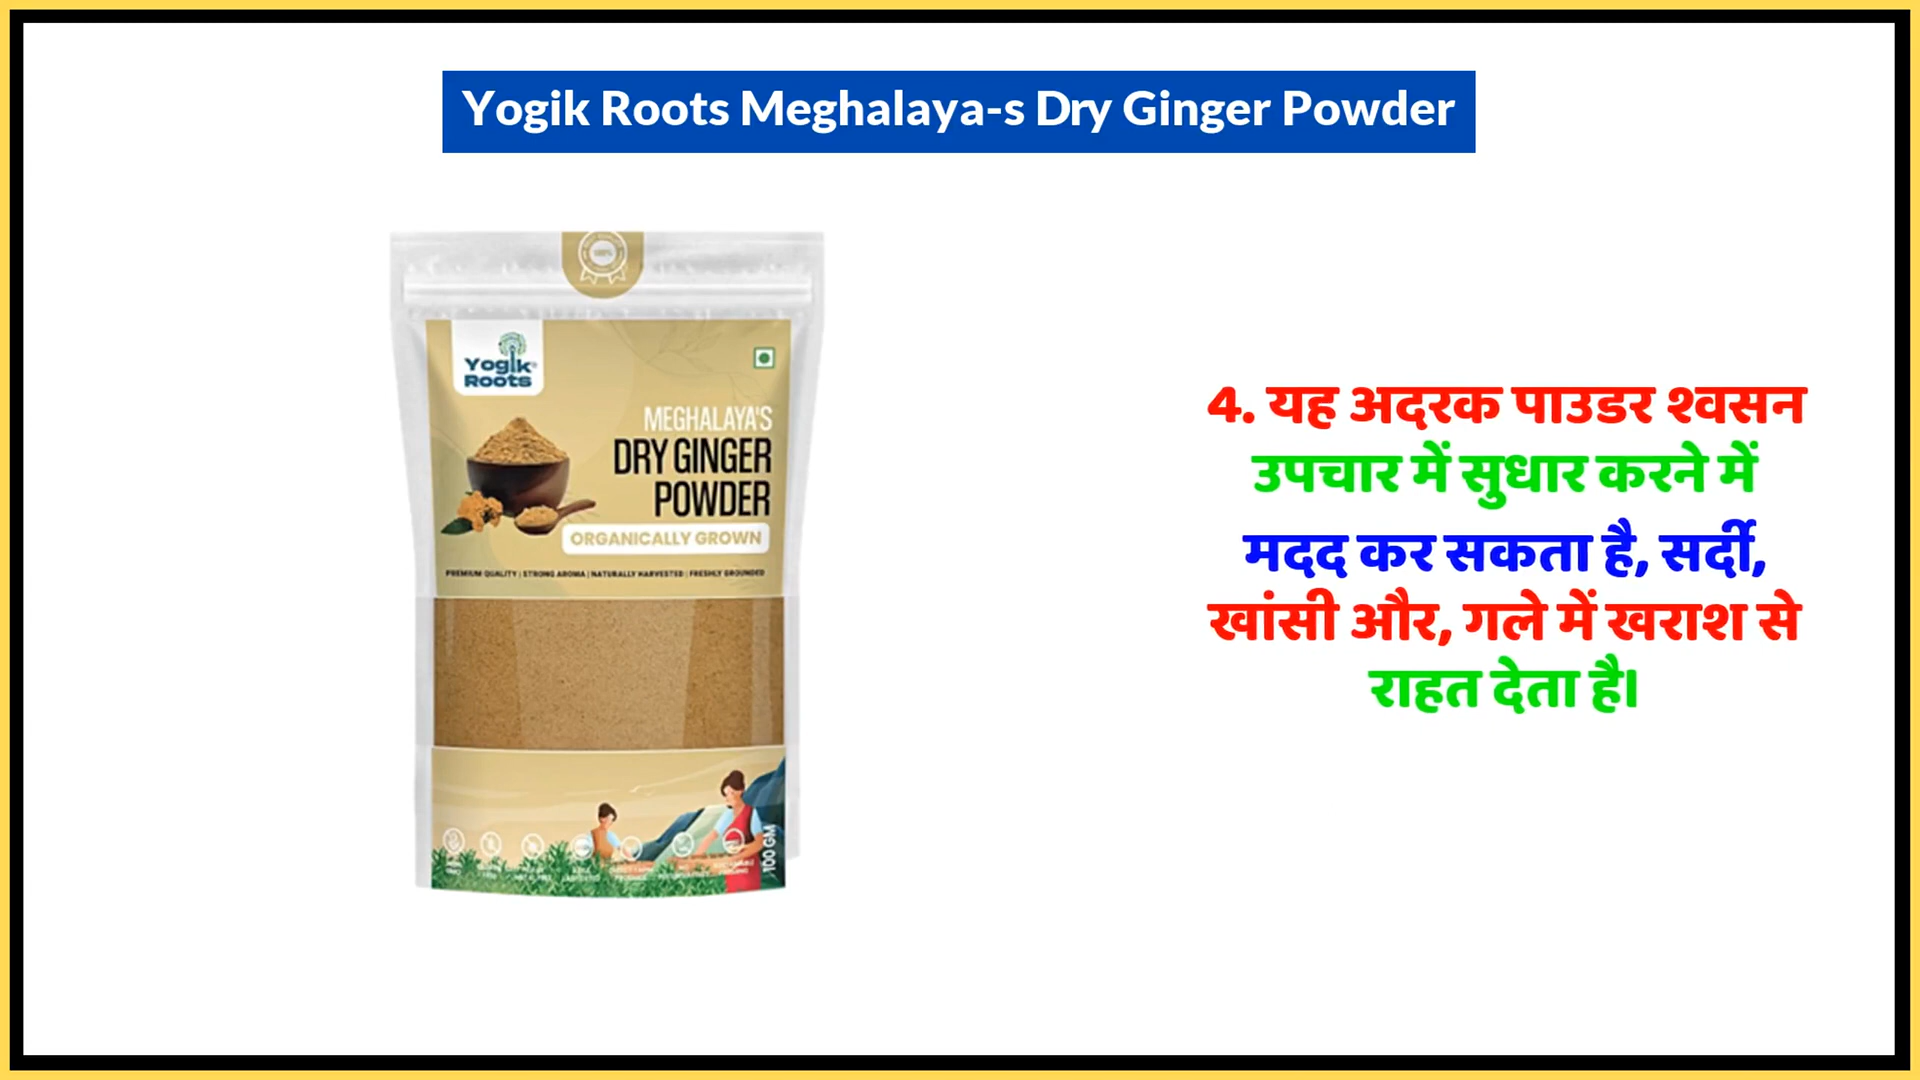 Yogik Roots Meghalaya-s Dry Ginger Powder
100%
Yogik
Roots
MEGHALAYA'S
DRY GINGER
POWDER
ORGANICALLY GROWN
PREMIUM QUALITY | STRONG AROMA | NATURALLY HARVESTED | FRESHLY GROUNDED
100 GM
4. यह अदरक पाउडर श्वसन
उपचार में सुधार करने में
मदद कर सकता है, सर्दी,
खांसी और, गले में खराश से
राहत देता है।